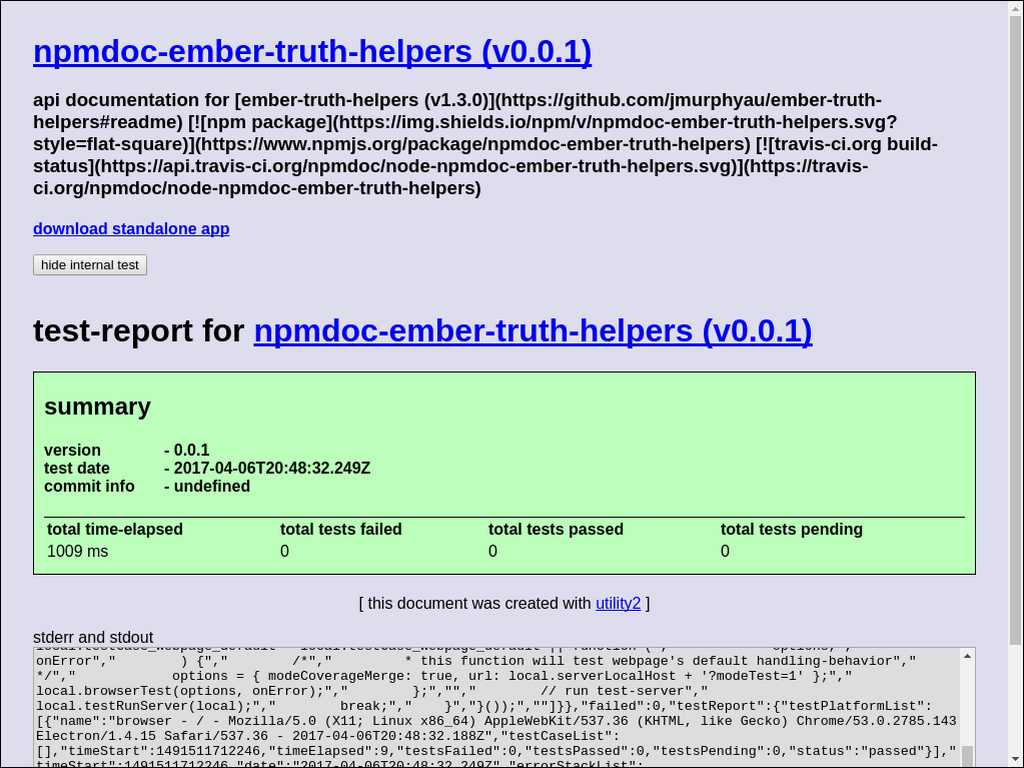 npmdoc-ember-truth-helpers (v0.0.1)
api documentation for [ember-truth-helpers (v1.3.0)](https://github.com/jmurphyau/ember-truth-
helpers#readme) [![npm package](https://img.shields.io/npm/v/npmdoc-ember-truth-helpers.svg?
style=flat-square)](https://www.npmjs.org/package/npmdoc-ember-truth-helpers) [![travis-ci.org build-
status](https://api.travis-ci.org/npmdoc/node-npmdoc-ember-truth-helpers.svg)](https://travis-
ci.org/npmdoc/node-npmdoc-ember-truth-helpers)
download standalone app
hide internal test
test-report for npmdoc-ember-truth-helpers (v0.0.1)
summary
version - 0.0.1
test date - 2017-04-06T20:48:32.249Z
commit info - undefined
total time-elapsed total tests failed total tests passed total tests pending
1009 ms 0 0 0
[ this document was created with utility2 ]
stderr and stdout
onError","        ) {","        /*","         * this function will test webpage's default handling-behavior","
*/","            options = { modeCoverageMerge: true, url: local.serverLocalHost + '?modeTest=1' };","
local.browserTest(options, onError);","        };","","        // run test-server","
local.testRunServer(local);","        break;","    }","}());",""]}},"failed":0,"testReport":{"testPlatformList":
[{"name":"browser - / - Mozilla/5.0 (X11; Linux x86_64) AppleWebKit/537.36 (KHTML, like Gecko) Chrome/53.0.2785.143
Electron/1.4.15 Safari/537.36 - 2017-04-06T20:48:32.188Z","testCaseList":
[],"timeStart":1491511712246,"timeElapsed":9,"testsFailed":0,"testsPassed":0,"testsPending":0,"status":"passed"}],"
timeStart":1491511712246,"date":"2017-04-06T20:48:32.249Z","errorStackList":